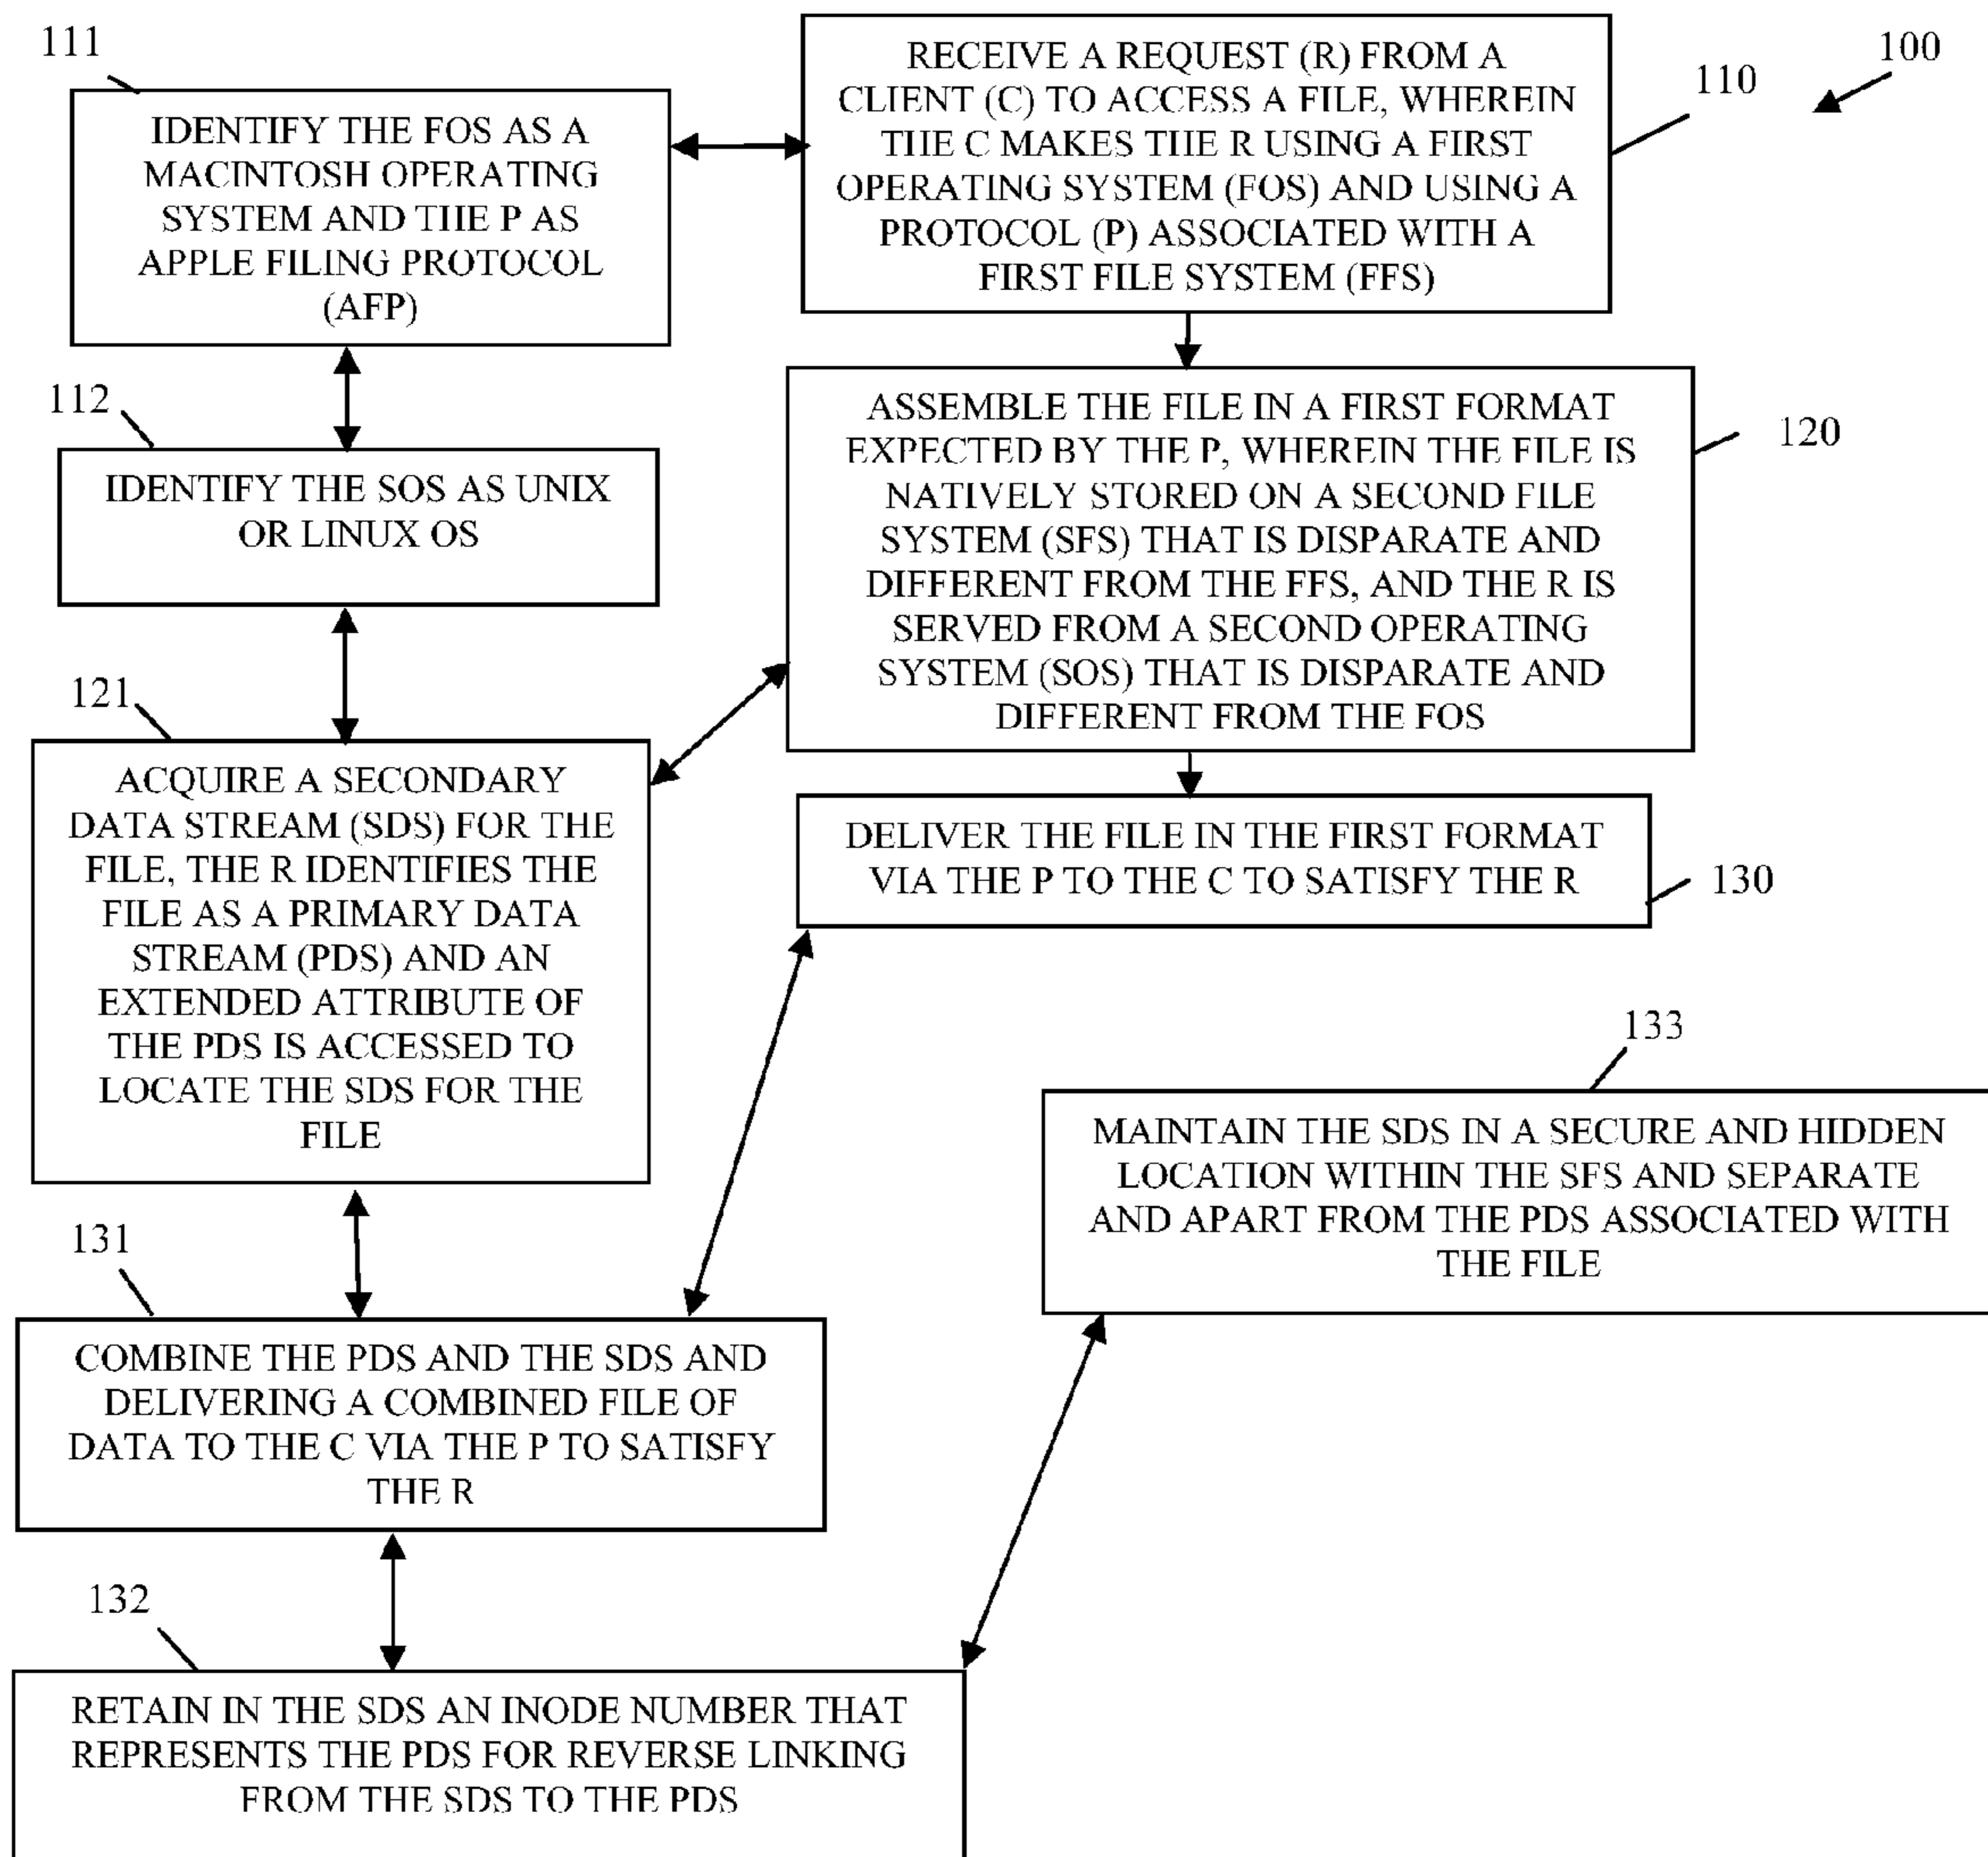 111
IDENTIFY THE FOS AS A
MACINTOSH OPERATING
SYSTEM AND THE P AS
APPLE FILING PROTOCOL
(AFP)
RECEIVE A REQUEST (R) FROM A
CLIENT (C) TO ACCESS A FILE, WHEREIN
THE C MAKES THE R USING A FIRST
OPERATING SYSTEM (FOS) AND USING A
PROTOCOL (P) ASSOCIATED WITH A
FIRST FILE SYSTEM (FFS)
110
100
112
IDENTIFY THE SOS AS UNIX
OR LINUX OS
ASSEMBLE THE FILE IN A FIRST FORMAT
EXPECTED BY THE P, WHEREIN THE FILE IS
NATIVELY STORED ON A SECOND FILE
SYSTEM (SFS) THAT IS DISPARATE AND
DIFFERENT FROM THE FFS, AND THE R IS
SERVED FROM A SECOND OPERATING
SYSTEM (SOS) THAT IS DISPARATE AND
DIFFERENT FROM THE FOS
120
121
ACQUIRE A SECONDARY
DATA STREAM (SDS) FOR THE
FILE, THE R IDENTIFIES THE
FILE AS A PRIMARY DATA
STREAM (PDS) AND AN
EXTENDED ATTRIBUTE OF
THE PDS IS ACCESSED TO
LOCATE THE SDS FOR THE
FILE
DELIVER THE FILE IN THE FIRST FORMAT
VIA THE P TO THE C TO SATISFY THE R
130
133
MAINTAIN THE SDS IN A SECURE AND HIDDEN
LOCATION WITHIN THE SFS AND SEPARATE
AND APART FROM THE PDS ASSOCIATED WITH
THE FILE
131
COMBINE THE PDS AND THE SDS AND
DELIVERING A COMBINED FILE OF
DATA TO THE C VIA THE P TO SATISFY
THE R
132
RETAIN IN THE SDS AN INODE NUMBER THAT
REPRESENTS THE PDS FOR REVERSE LINKING
FROM THE SDS TO THE PDS